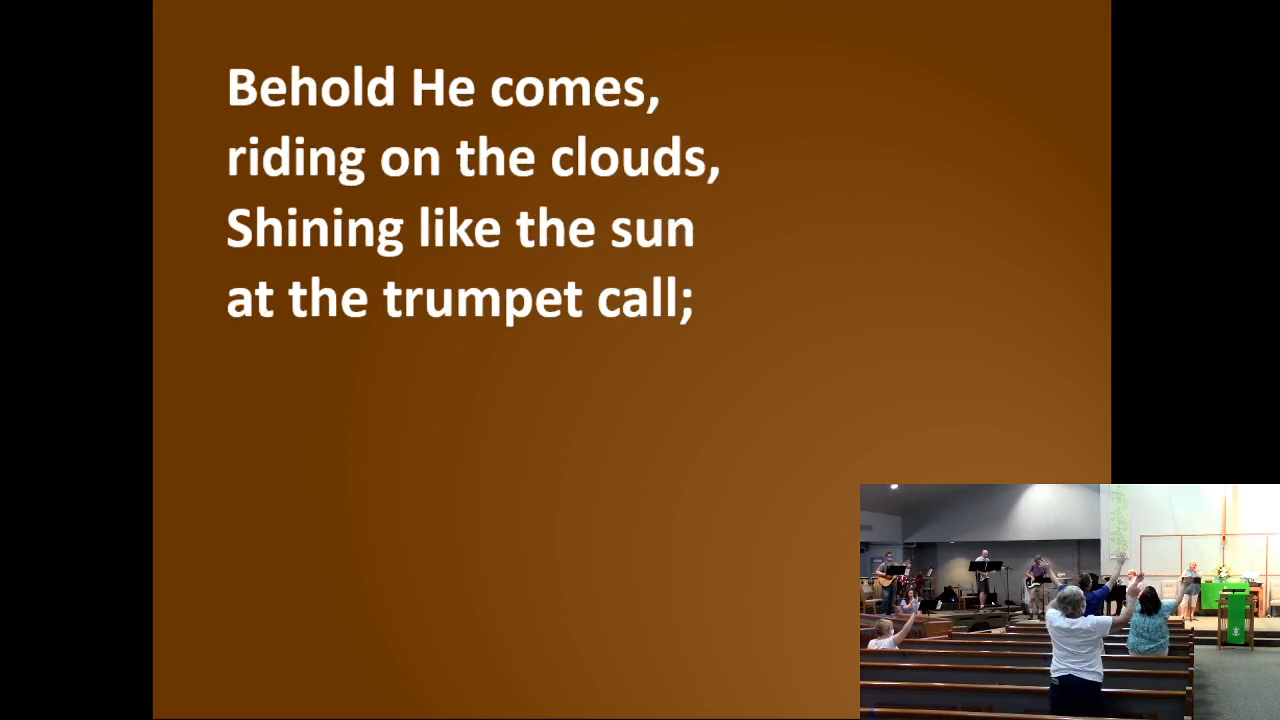 Behold He comes,
riding on the clouds,
Shining like the sun
at the trumpet call;